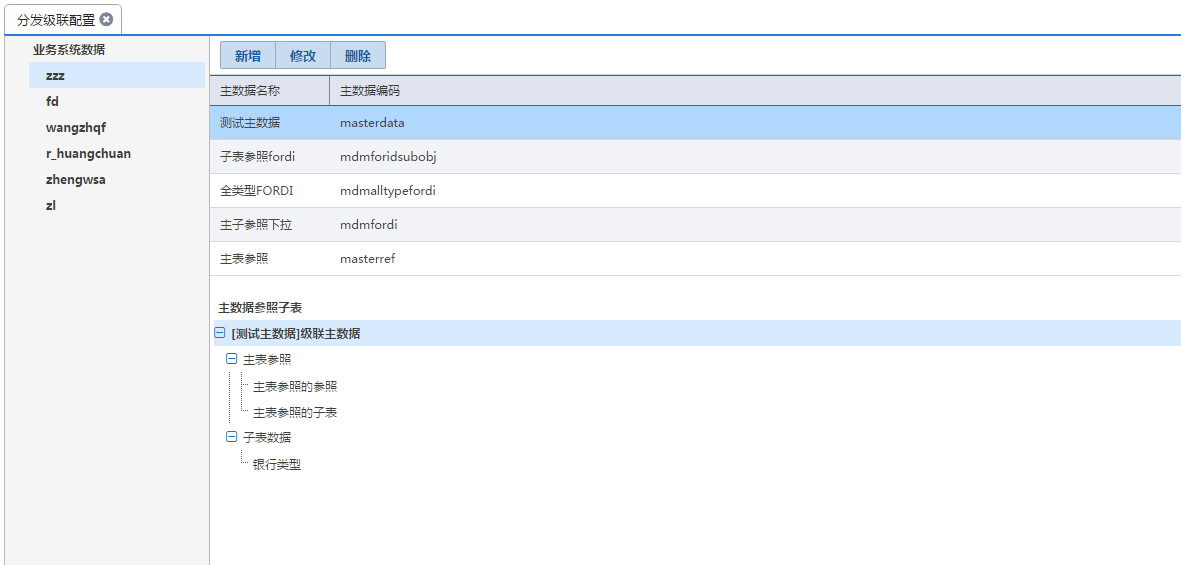 分发级联配置
业务系统数据
zzz
fd
wangzhqf
r_huangchuan
zhengwsa
zl
新增 修改 删除
主数据名称 主数据编码
测试主数据 masterdata
子表参照fordi mdmforidsubobj
全类型FORDI mdmalltypefordi
主子参照下拉 mdmfordi
主表参照 masterref
主数据参照子表
[测试主数据]级联主数据
主表参照
主表参照的参照
主表参照的子表
子表数据
银行类型